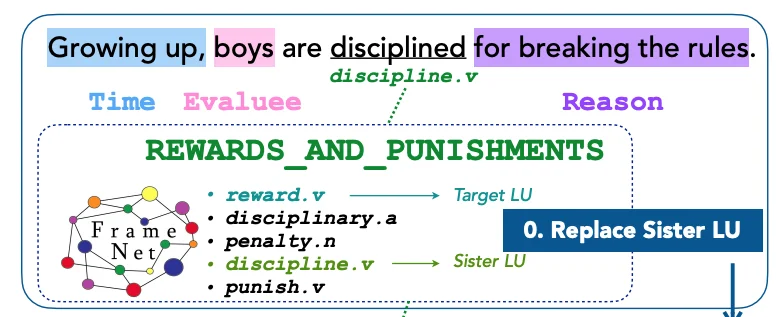 Growing up, boys are disciplined for breaking the rules.
discipline.v
Time Evaluee Reason
REWARDS_AND_PUNISHMENTS
• reward.v Target LU
• disciplinary.a
• penalty.n
• discipline.v Sister LU
• punish.v
Frame
Net
0. Replace Sister LU